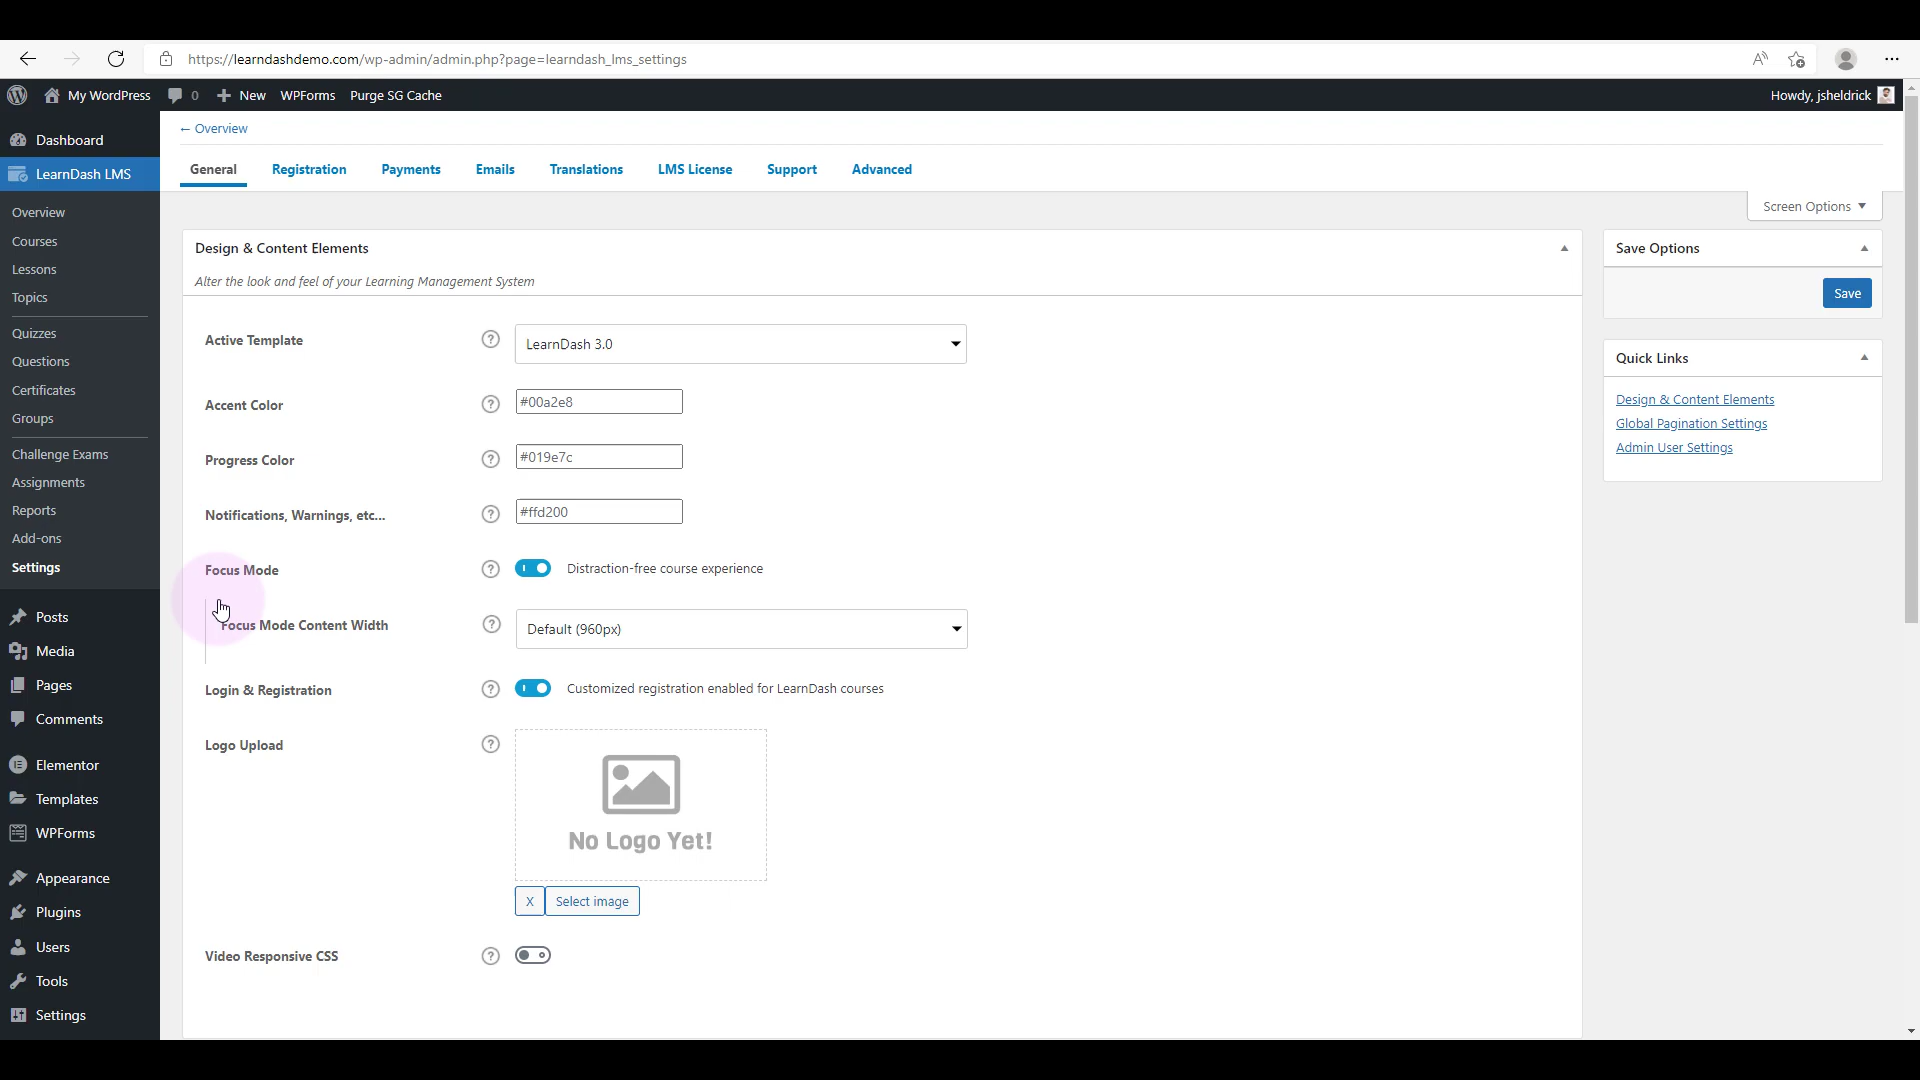 https://learndashdemo.com/wp-admin/admin.php?page=learndash_lms_settings
My WordPress 0 New WPForms Purge SG Cache Howdy, jsheldrick
Dashboard
LearnDash LMS
Overview
Courses
Lessons
Topics
Quizzes
Questions
Certificates
Groups
Challenge Exams
Assignments
Reports
Add-ons
Settings
Posts
Media
Pages
Comments
Elementor
Templates
WPForms
Appearance
Plugins
Users
Tools
Settings
← Overview
General Registration Payments Emails Translations LMS License Support Advanced
Screen Options
Design & Content Elements
Alter the look and feel of your Learning Management System
Active Template ? LearnDash 3.0
Accent Color ? #00a2e8
Progress Color ? #019e7c
Notifications, Warnings, etc... ? #ffd200
Focus Mode ? Distraction-free course experience
Focus Mode Content Width ? Default (960px)
Login & Registration ? Customized registration enabled for LearnDash courses
Logo Upload ?
No Logo Yet!
X Select image
Video Responsive CSS ?
Save Options
Save
Quick Links
Design & Content Elements
Global Pagination Settings
Admin User Settings